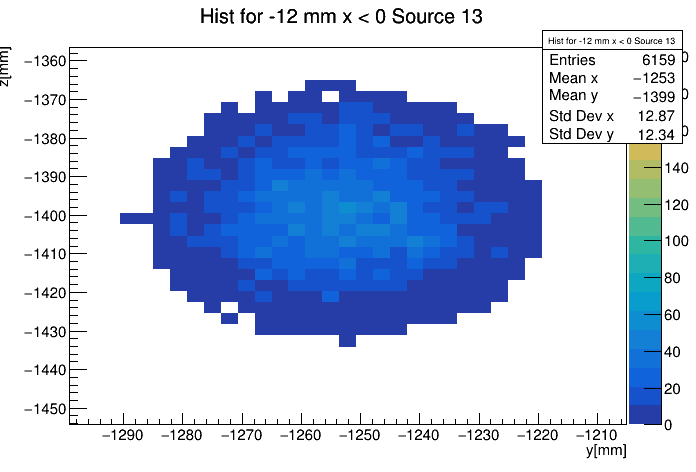 Hist for -12 mm x < 0 Source 13
z[mm]
Hist for -12 mm x < 0 Source 13
Entries 6159
Mean x −1253
Mean y −1399
Std Dev x 12.87
Std Dev y 12.34
−1360
−1370
−1380
−1390
−1400
−1410
−1420
−1430
−1440
−1450
140
120
100
80
60
40
20
0
−1290 −1280 −1270 −1260 −1250 −1240 −1230 −1220 −1210
y[mm]